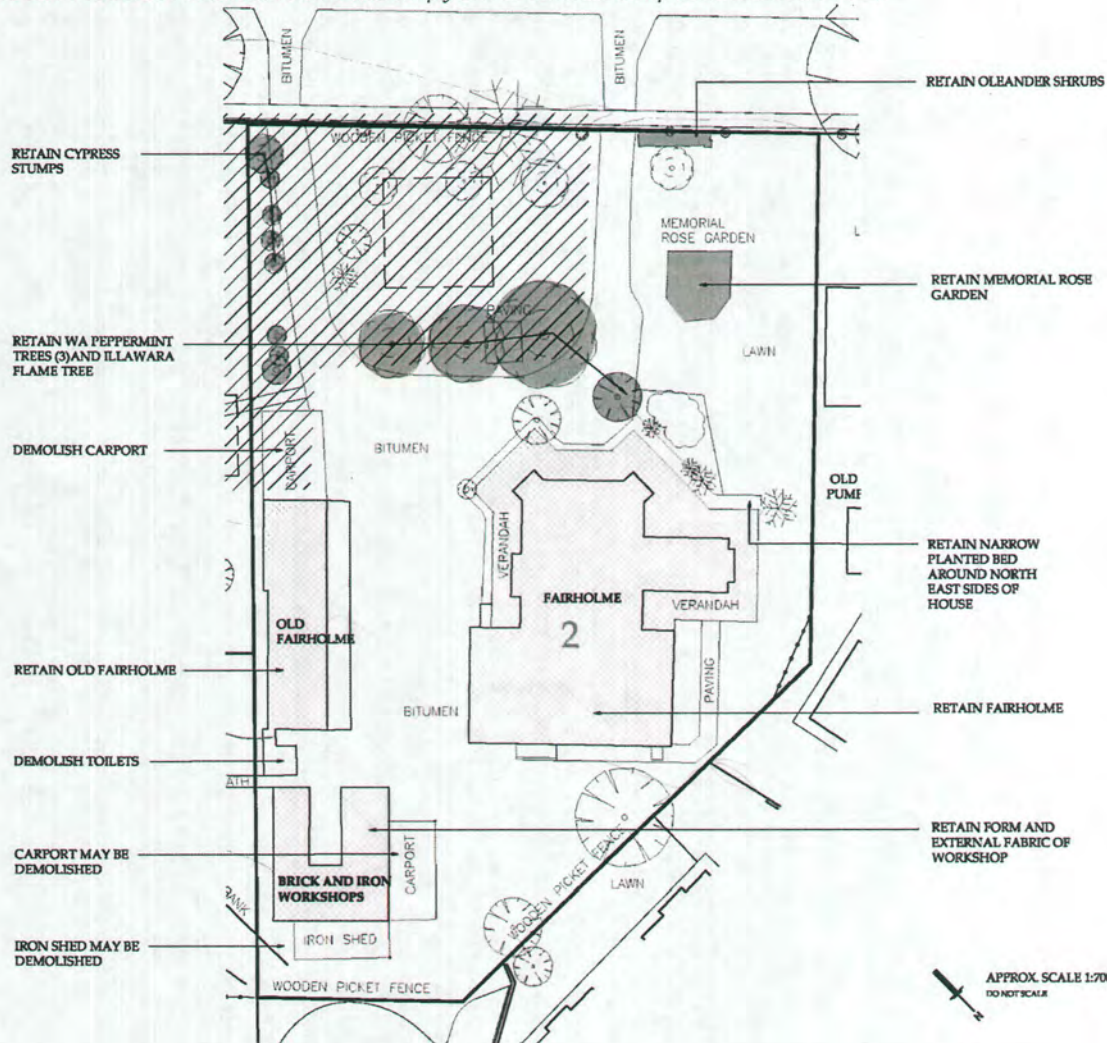 BITUMEN
BITUMEN
RETAIN OLEANDER SHRUBS
WOODEN PICKET FENCE
RETAIN CYPRESS
STUMPS
MEMORIAL
ROSE GARDEN
RETAIN MEMORIAL ROSE
GARDEN
PAVING
RETAIN WA PEPPERMINT
TREES (3)AND ILLAWARA
FLAME TREE
LAWN
DEMOLISH CARPORT
CARPORT
BITUMEN
OLD
VERANDAH
RETAIN NARROW
PLANTED BED
AROUND NORTH
EAST SIDES OF
HOUSE
FAIRHOLME
2
VERANDAH
OLD
FAIRHOLME
RETAIN OLD FAIRHOLME
PAVING
BITUMEN
RETAIN FAIRHOLME
DEMOLISH TOILETS
CARPORT MAY BE
DEMOLISHED
CARPORT
RETAIN FORM AND
EXTERNAL FABRIC OF
WORKSHOP
BRICK AND IRON
WORKSHOPS
WOODEN PICKET FENCE
LAWN
IRON SHED MAY BE
DEMOLISHED
IRON SHED
WOODEN PICKET FENCE
APPROX. SCALE 1:70
DO NOT SCALE
N